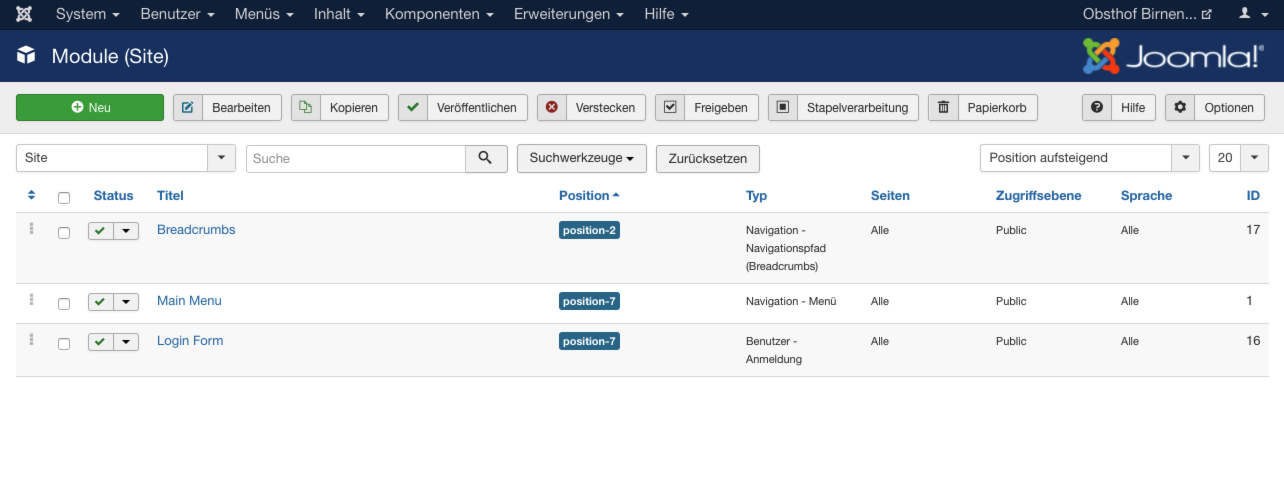 System Benutzer Menüs Inhalt Komponenten Erweiterungen Hilfe Obsthof Birnen...
Module (Site) Joomla!®
Neu Bearbeiten Kopieren Veröffentlichen Verstecken Freigeben Stapelverarbeitung Papierkorb Hilfe Optionen
Site Suche Suchwerkzeuge Zurücksetzen Position aufsteigend 20
Status Titel Position Typ Seiten Zugriffsebene Sprache ID
Breadcrumbs position-2 Navigation - Alle Public Alle 17
Navigationspfad
(Breadcrumbs)
Main Menu position-7 Navigation - Menü Alle Public Alle 1
Login Form position-7 Benutzer - Alle Public Alle 16
Anmeldung